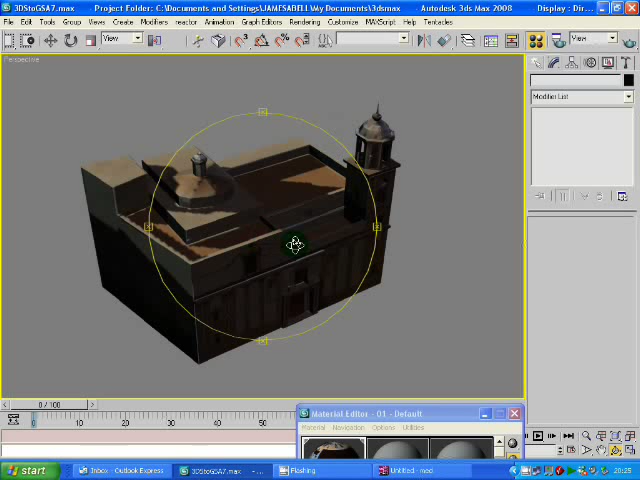 3DStoGSA7.max - Project Folder: C:\Documents and Settings\JAMESABELL\My Documents\3dsmax Autodesk 3ds Max 2008 Display : Dir...
File Edit Tools Group Views Create Modifiers reactor Animation Graph Editors Rendering Customize MAXScript Help Tentacles
View View
Perspective
Modifier List
0 / 100
0 10 20 30 40 50
Material Editor - 01 - Default
Material Navigation Options Utilities
start Inbox - Outlook Express 3DStoGSA7.max - ... Flashing Untitled - mod 20:25